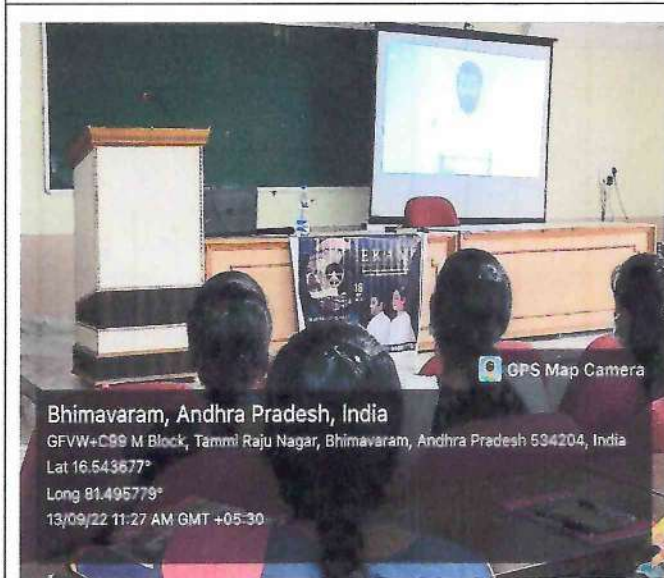 GPS Map Camera
Bhimavaram, Andhra Pradesh, India
GFVW+C99 M Block, Tammi Raju Nagar, Bhimavaram, Andhra Pradesh 534204, India
Lat 16.543677°
Long 81.495779°
13/09/22 11:27 AM GMT +05:30